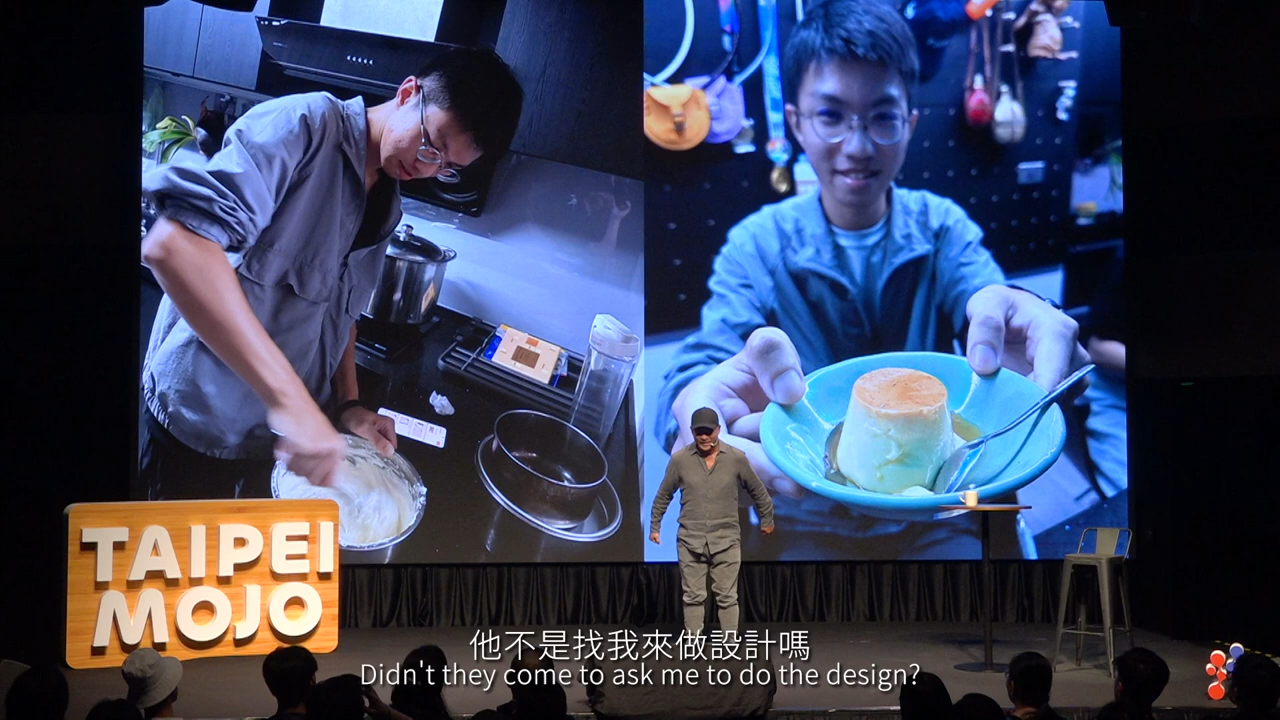 TAIPEI
MOJO
他不是找我來做設計嗎
Didn't they come to ask me to do the design?